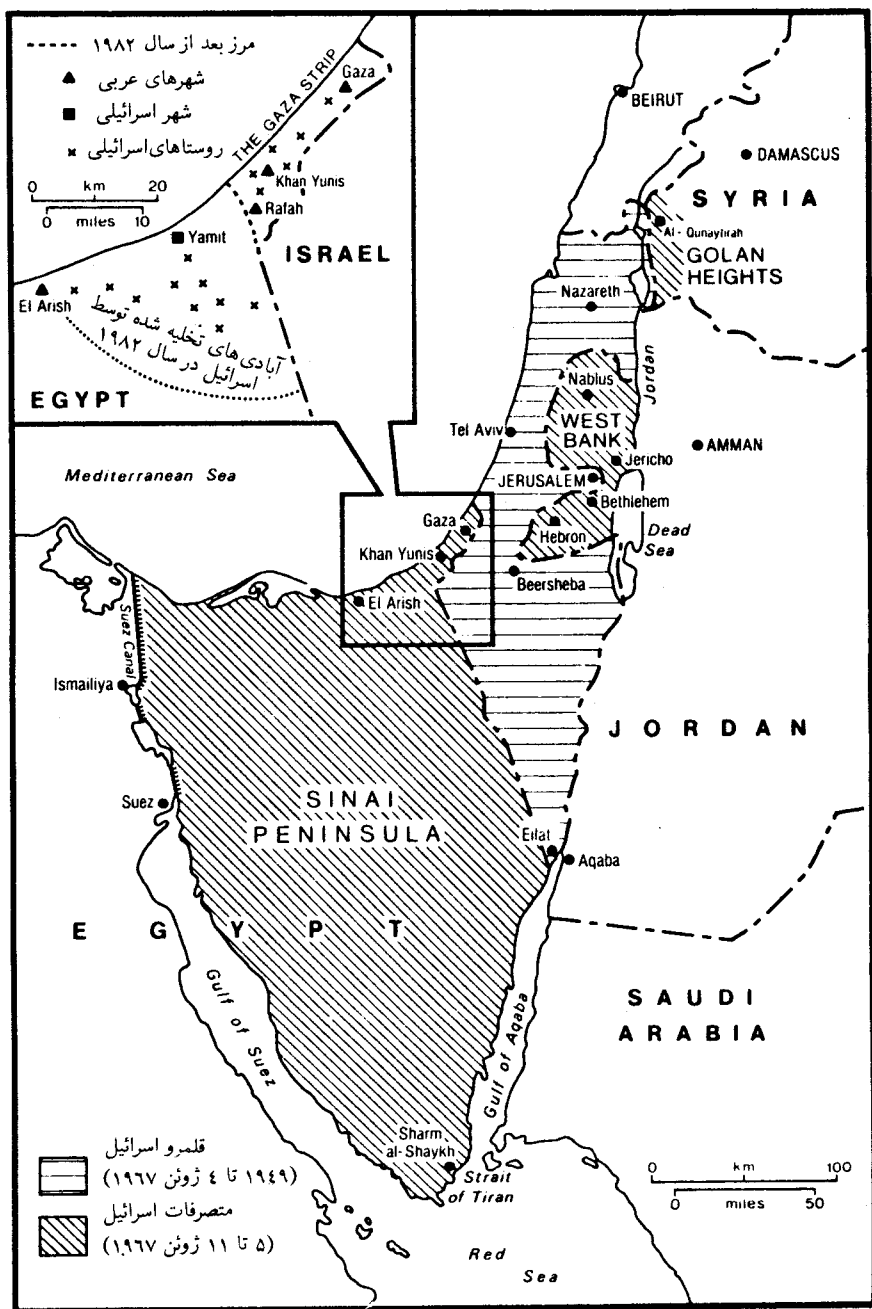 مرز بعد از سال ۱۹۸۲
شهرهای عربی
شهر اسرائیلی
روستاهای اسرائیلی
0 km 20
0 miles 10
THE GAZA STRIP
Gaza
Khan Yunis
Rafah
Yamit
ISRAEL
El Arish
آبادی‌های تخلیه شده توسط
اسرائیل در سال ۱۹۸۲
EGYPT
BEIRUT
DAMASCUS
SYRIA
Al-Qunaytirah
GOLAN
HEIGHTS
Nazareth
Jordan
Nablus
WEST
BANK
Tel Aviv
AMMAN
Jericho
JERUSALEM
Bethlehem
Mediterranean Sea
Gaza
Hebron
Dead
Sea
Khan Yunis
Beersheba
El Arish
Suez Canal
Ismailiya
JORDAN
Suez
SINAI
PENINSULA
Eilat
Aqaba
EGYPT
Gulf of Suez
Gulf of Aqaba
SAUDI
ARABIA
Sharm
al-Shaykh
Strait
of Tiran
قلمرو اسرائیل
(۱۹٤۹ تا ٤ ژوئن ۱۹۶۷)
متصرفات اسرائیل
(۵ تا ۱۱ ژوئن ۱۹۶۷)
0 km 100
0 miles 50
Red
Sea